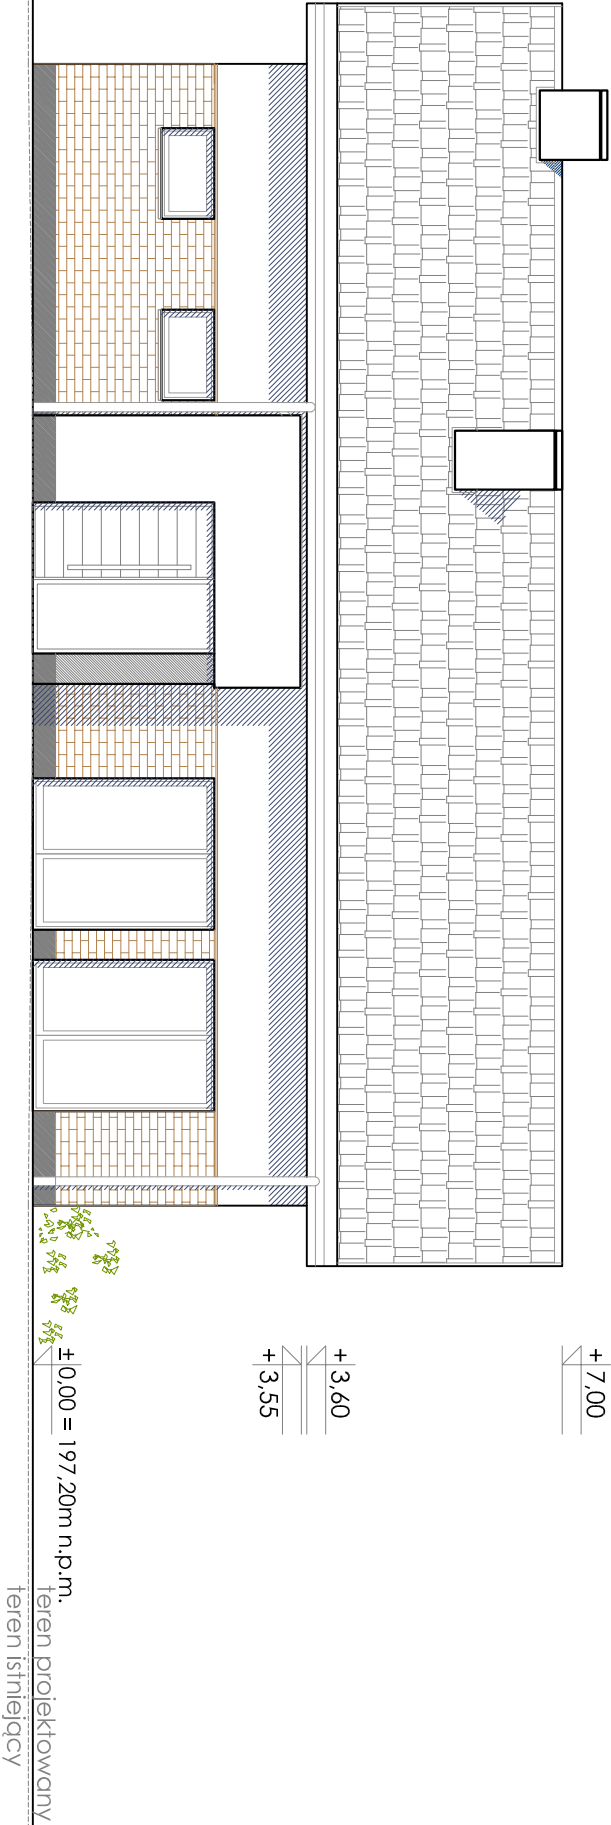 + 7,00
+ 3,60
+ 3,55
±0,00 = 197,20m n.p.m.
teren projektowany
teren istniejący